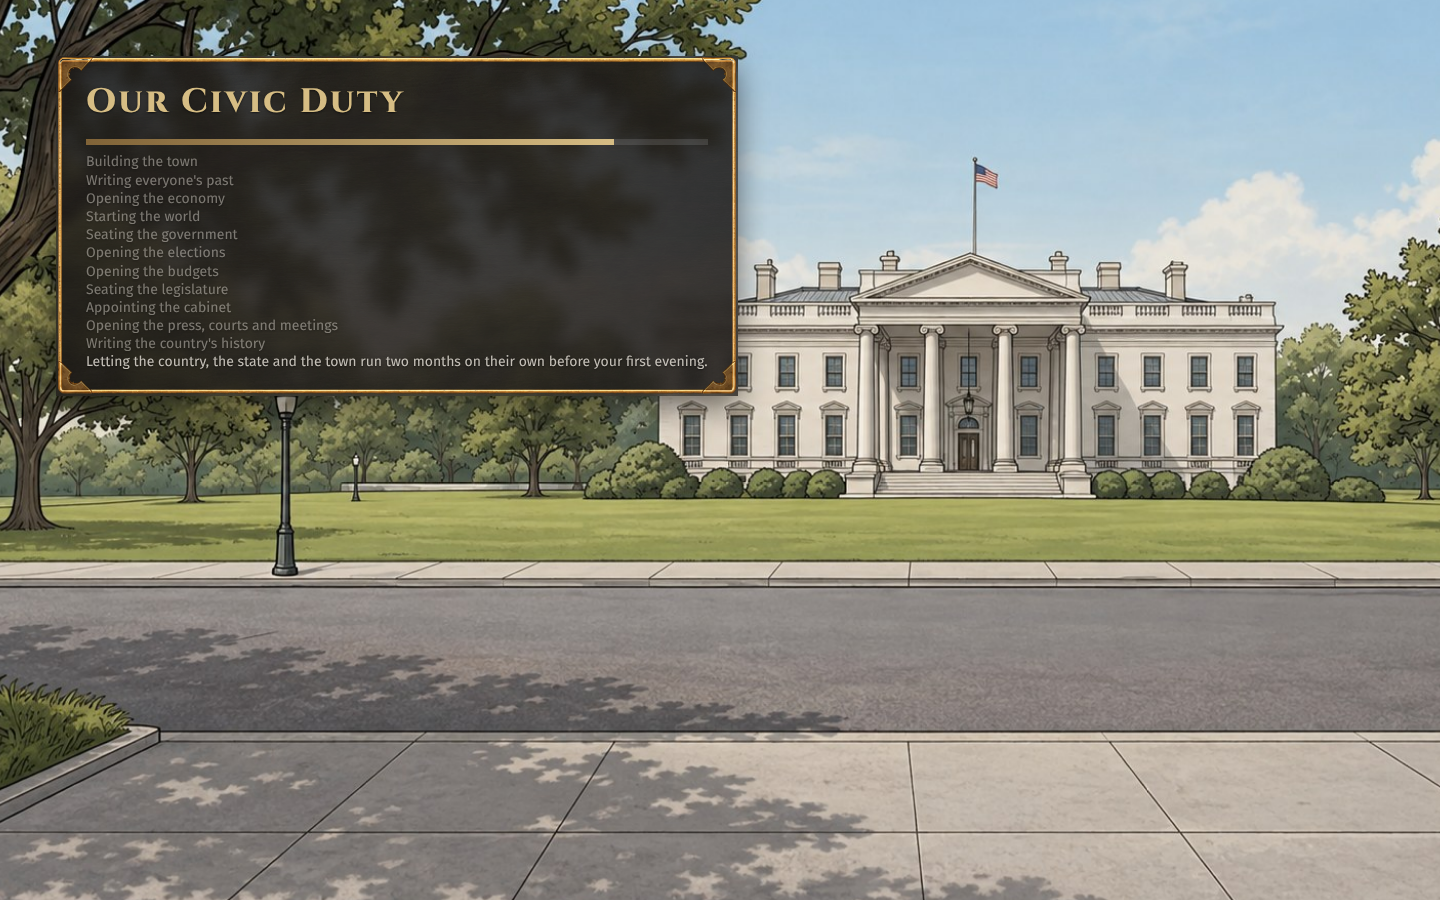 Our Civic Duty
Building the town
Writing everyone's past
Opening the economy
Starting the world
Seating the government
Opening the elections
Opening the budgets
Seating the legislature
Appointing the cabinet
Opening the press, courts and meetings
Writing the country's history
Letting the country, the state and the town run two months on their own before your first evening.